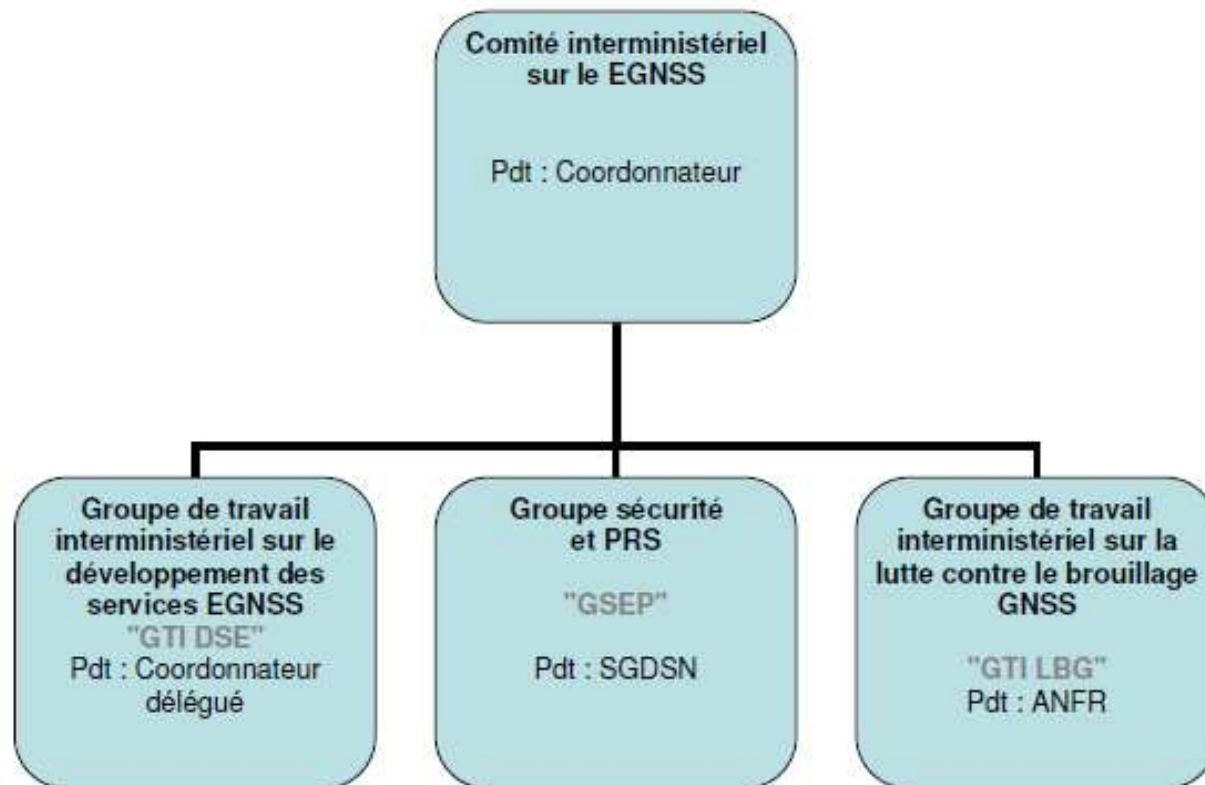 Comité interministériel
sur le EGNSS
Pdt : Coordonnateur
Groupe de travail
interministériel sur le
développement des
services EGNSS
"GTI DSE"
Pdt : Coordonnateur
délégué
Groupe sécurité
et PRS
"GSEP"
Pdt : SGDSN
Groupe de travail
interministériel sur la
lutte contre le brouillage
GNSS
"GTI LBG"
Pdt : ANFR